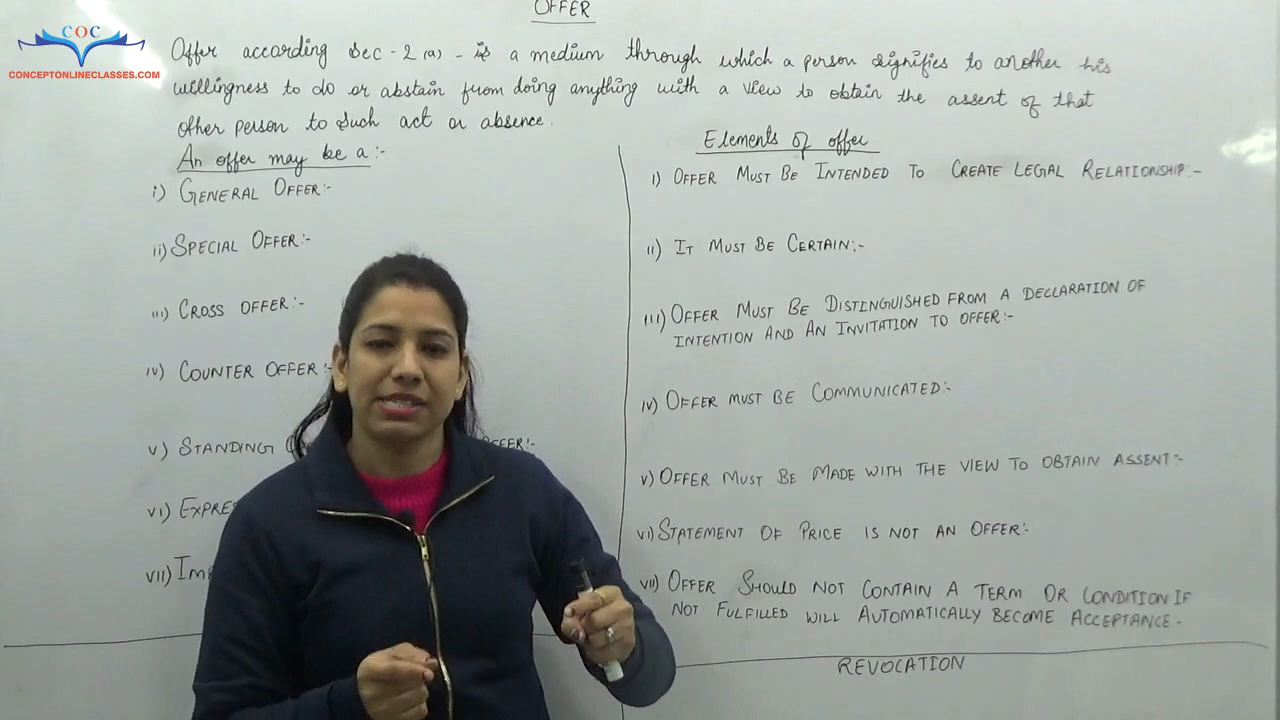 COC
CONCEPTONLINECLASSES.COM
OFFER
Offer according Sec - 2 (a) - is a medium through which a person signifies to another his
willingness to do or abstain from doing anything with a view to obtain the assent of that
other person to such act or absence.
An offer may be a:-
i) GENERAL OFFER:-
ii) SPECIAL OFFER:-
iii) CROSS OFFER:-
iv) COUNTER OFFER:-
v) STANDING OFFER:-
vi)
vii)
Elements of offer
i) OFFER MUST BE INTENDED TO CREATE LEGAL RELATIONSHIP:-
ii) IT MUST BE CERTAIN:-
iii) OFFER MUST BE DISTINGUISHED FROM A DECLARATION OF
INTENTION AND AN INVITATION TO OFFER:-
iv) OFFER MUST BE COMMUNICATED:-
v) OFFER MUST BE MADE WITH THE VIEW TO OBTAIN ASSENT:-
vi) STATEMENT OF PRICE IS NOT AN OFFER:-
vii) OFFER SHOULD NOT CONTAIN A TERM OR CONDITION IF
NOT FULFILLED WILL AUTOMATICALLY BECOME ACCEPTANCE-
REVOCATION